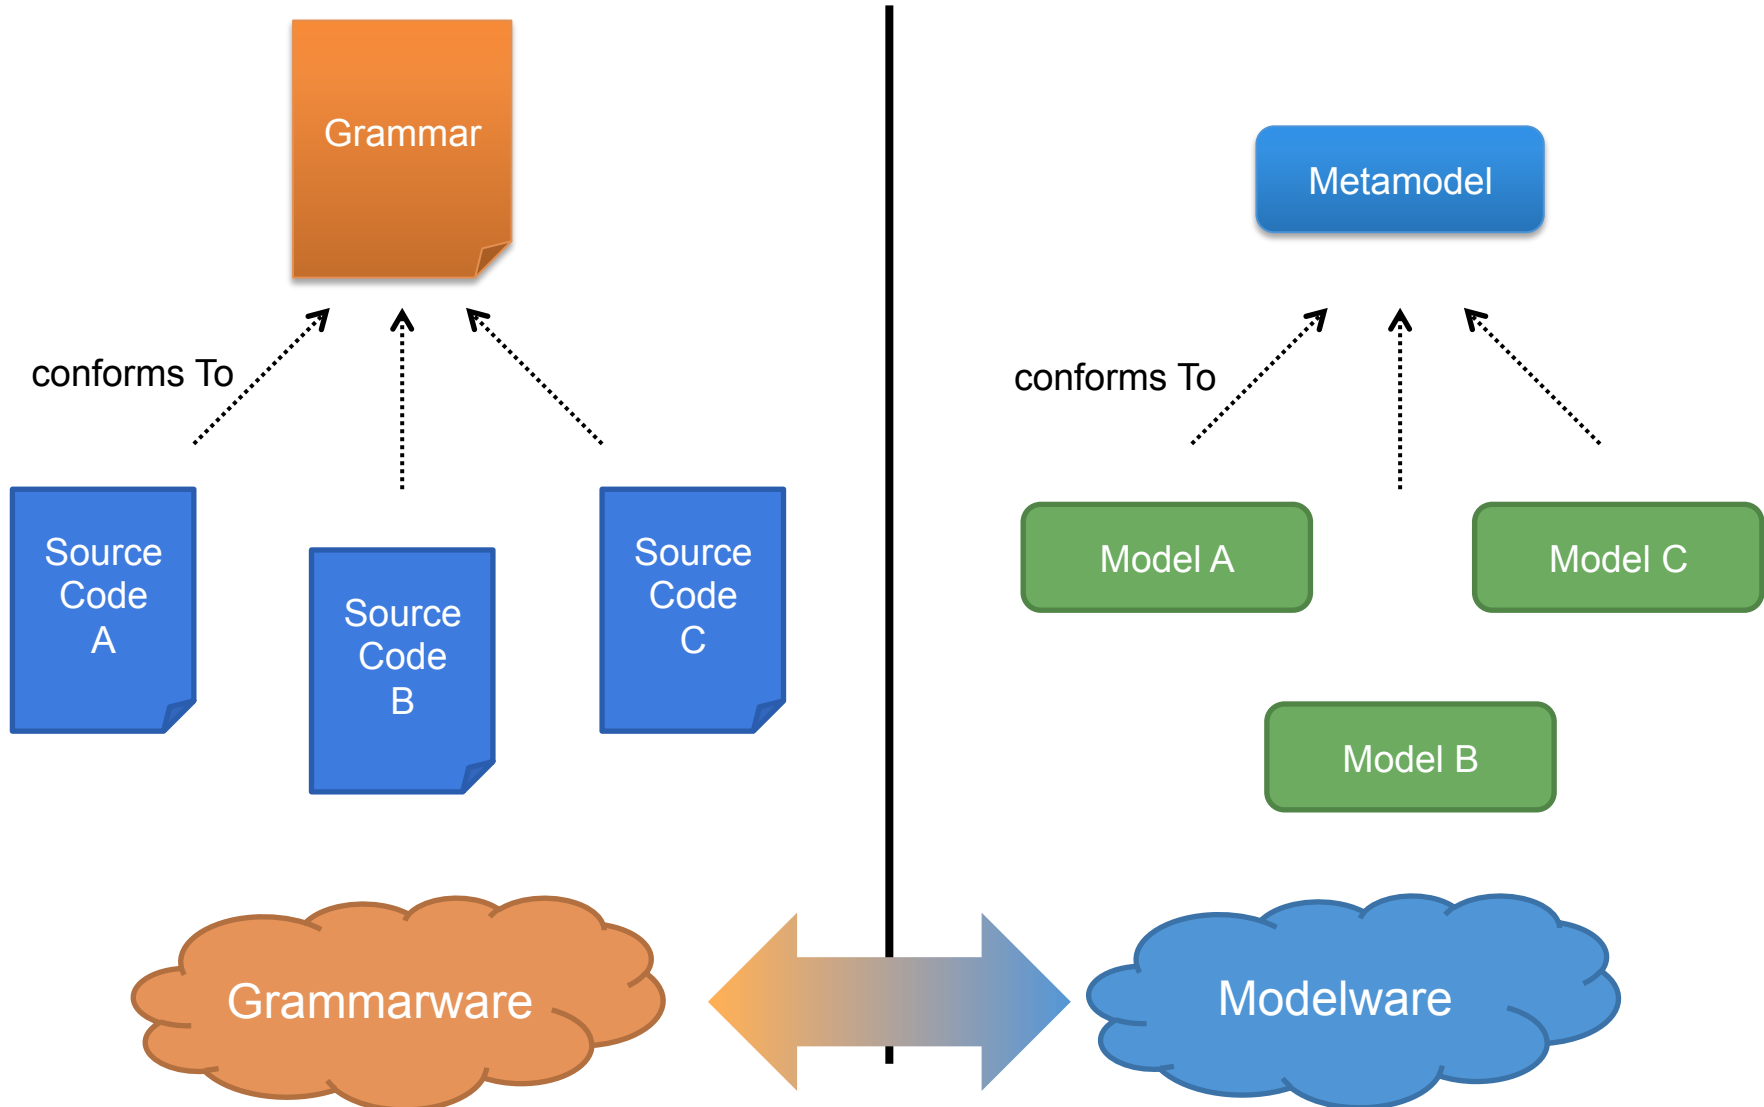 Grammar
conforms To
Source
Code
A
Source
Code
B
Source
Code
C
Grammarware
Metamodel
conforms To
Model A
Model C
Model B
Modelware